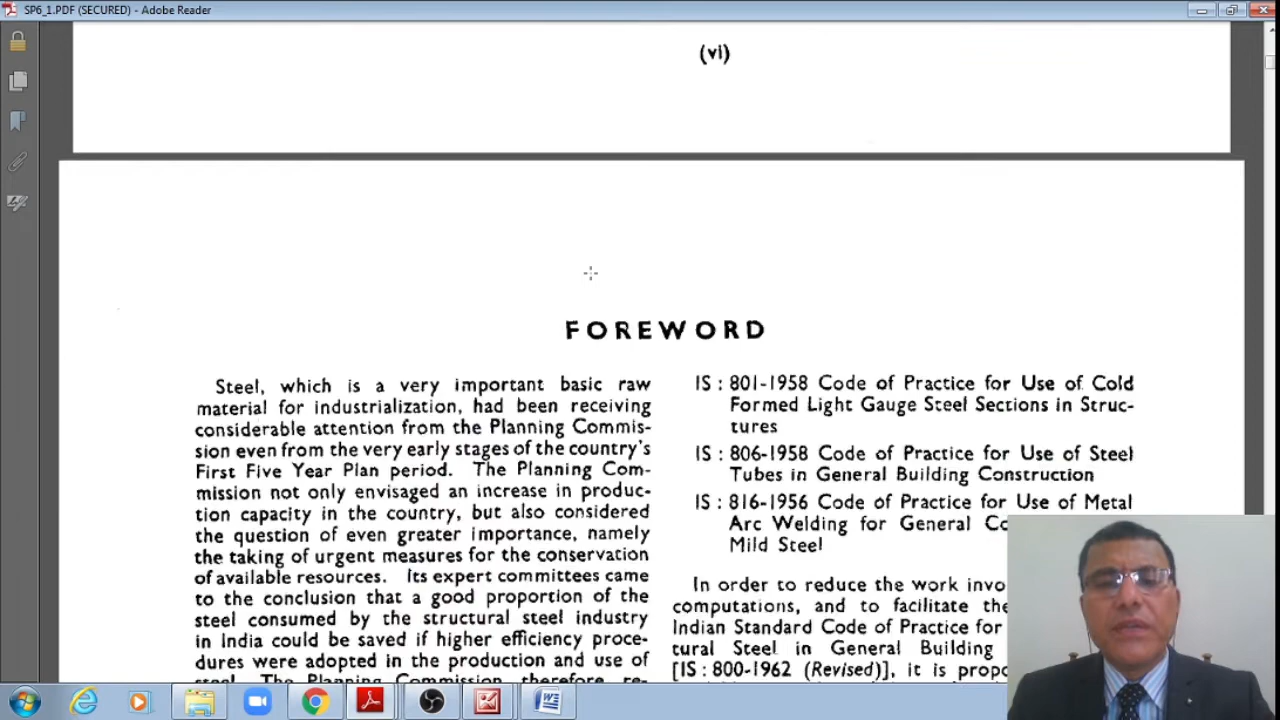 SP6_1.PDF (SECURED) - Adobe Reader
(vi)
FOREWORD
Steel, which is a very important basic raw
material for industrialization, had been receiving
considerable attention from the Planning Commis-
sion even from the very early stages of the country's
First Five Year Plan period. The Planning Com-
mission not only envisaged an increase in produc-
tion capacity in the country, but also considered
the question of even greater importance, namely
the taking of urgent measures for the conservation
of available resources. Its expert committees came
to the conclusion that a good proportion of the
steel consumed by the structural steel industry
in India could be saved if higher efficiency proce-
dures were adopted in the production and use of
steel. The Planning Commission, therefore, re-
IS : 801-1958 Code of Practice for Use of Cold
Formed Light Gauge Steel Sections in Struc-
tures
IS : 806-1958 Code of Practice for Use of Steel
Tubes in General Building Construction
IS : 816-1956 Code of Practice for Use of Metal
Arc Welding for General Co
Mild Steel
In order to reduce the work invo
computations, and to facilitate the
Indian Standard Code of Practice for
tural Steel in General Building
[IS : 800-1962 (Revised)], it is propo